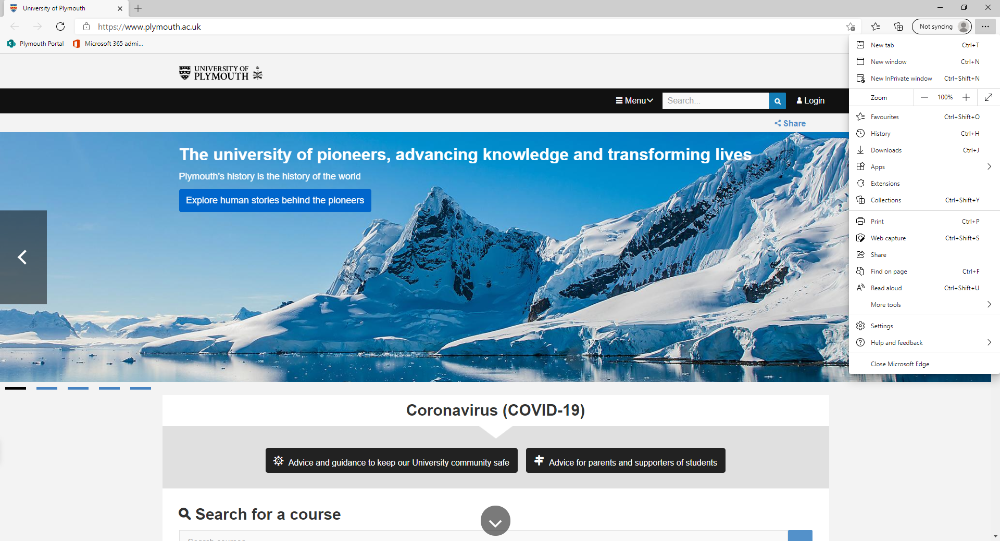 University of Plymouth
https://www.plymouth.ac.uk
Not syncing
Plymouth Portal
Microsoft 365 admi...
UNIVERSITY OF
PLYMOUTH
Menu
Search...
Login
Share
The university of pioneers, advancing knowledge and transforming lives
Plymouth's history is the history of the world
Explore human stories behind the pioneers
New tab Ctrl+T
New window Ctrl+N
New InPrivate window Ctrl+Shift+N
Zoom 100%
Favourites Ctrl+Shift+O
History Ctrl+H
Downloads Ctrl+J
Apps
Extensions
Collections Ctrl+Shift+Y
Print Ctrl+P
Web capture Ctrl+Shift+S
Share
Find on page Ctrl+F
Read aloud Ctrl+Shift+U
More tools
Settings
Help and feedback
Close Microsoft Edge
Coronavirus (COVID-19)
Advice and guidance to keep our University community safe
Advice for parents and supporters of students
Search for a course
Search courses